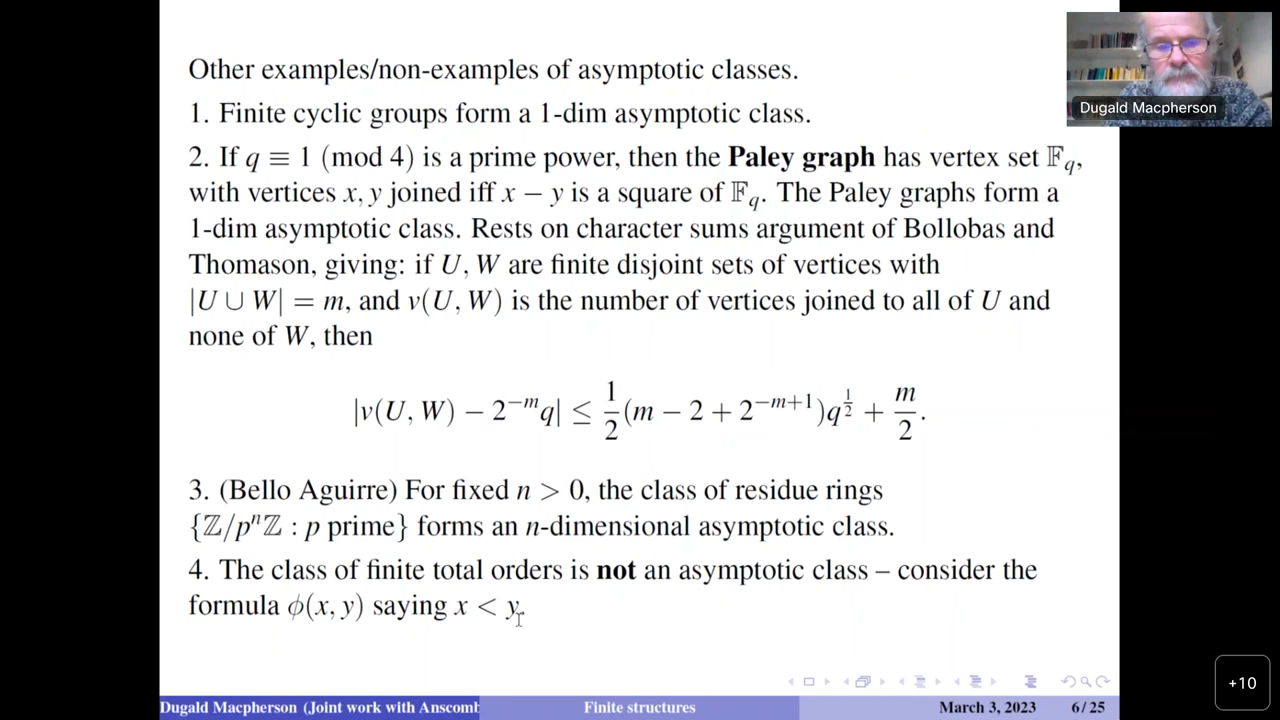 Other examples/non-examples of asymptotic classes.
1. Finite cyclic groups form a 1-dim asymptotic class.
2. If q ≡ 1 (mod 4) is a prime power, then the Paley graph has vertex set 𝔽_q,
with vertices x, y joined iff x − y is a square of 𝔽_q. The Paley graphs form a
1-dim asymptotic class. Rests on character sums argument of Bollobas and
Thomason, giving: if U, W are finite disjoint sets of vertices with
|U ∪ W| = m, and v(U, W) is the number of vertices joined to all of U and
none of W, then
|v(U, W) − 2^{−m}q| ≤ \frac{1}{2}(m − 2 + 2^{−m+1})q^{\frac{1}{2}} + \frac{m}{2}.
3. (Bello Aguirre) For fixed n > 0, the class of residue rings
{ℤ/p^nℤ : p prime} forms an n-dimensional asymptotic class.
4. The class of finite total orders is not an asymptotic class – consider the
formula ϕ(x, y) saying x < y.
Dugald Macpherson
+10
Dugald Macpherson (Joint work with Anscomb
Finite structures
March 3, 2023
6 / 25